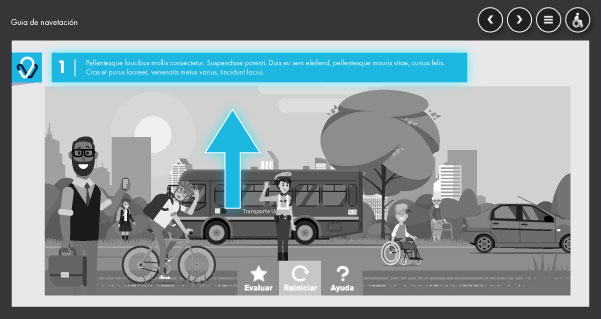 Guia de navetación
1
Pellentesque faucibus mollis consectetur. Suspendisse potenti. Duis eu sem eleifend, pellentesque mauris vitae, cursus felis.
Cras et purus laoreet, venenatis metus varius, tincidunt lacus.
Transporte
Evaluar
Reiniciar
Ayuda